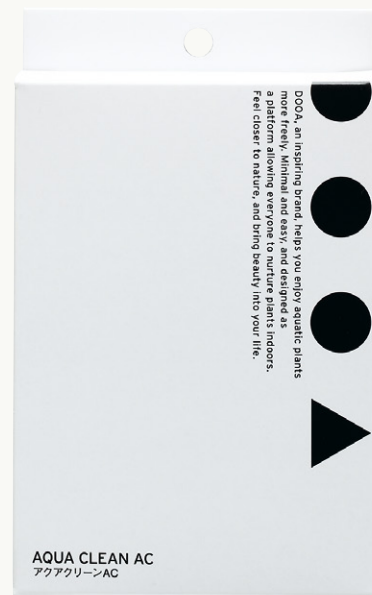 DOOA, an inspiring brand, helps you enjoy aquatic plants
more freely. Minimal and easy, and designed as
a platform allowing everyone to nurture plants indoors.
Feel closer to nature, and bring beauty into your life.
AQUA CLEAN AC
アクアクリーンAC